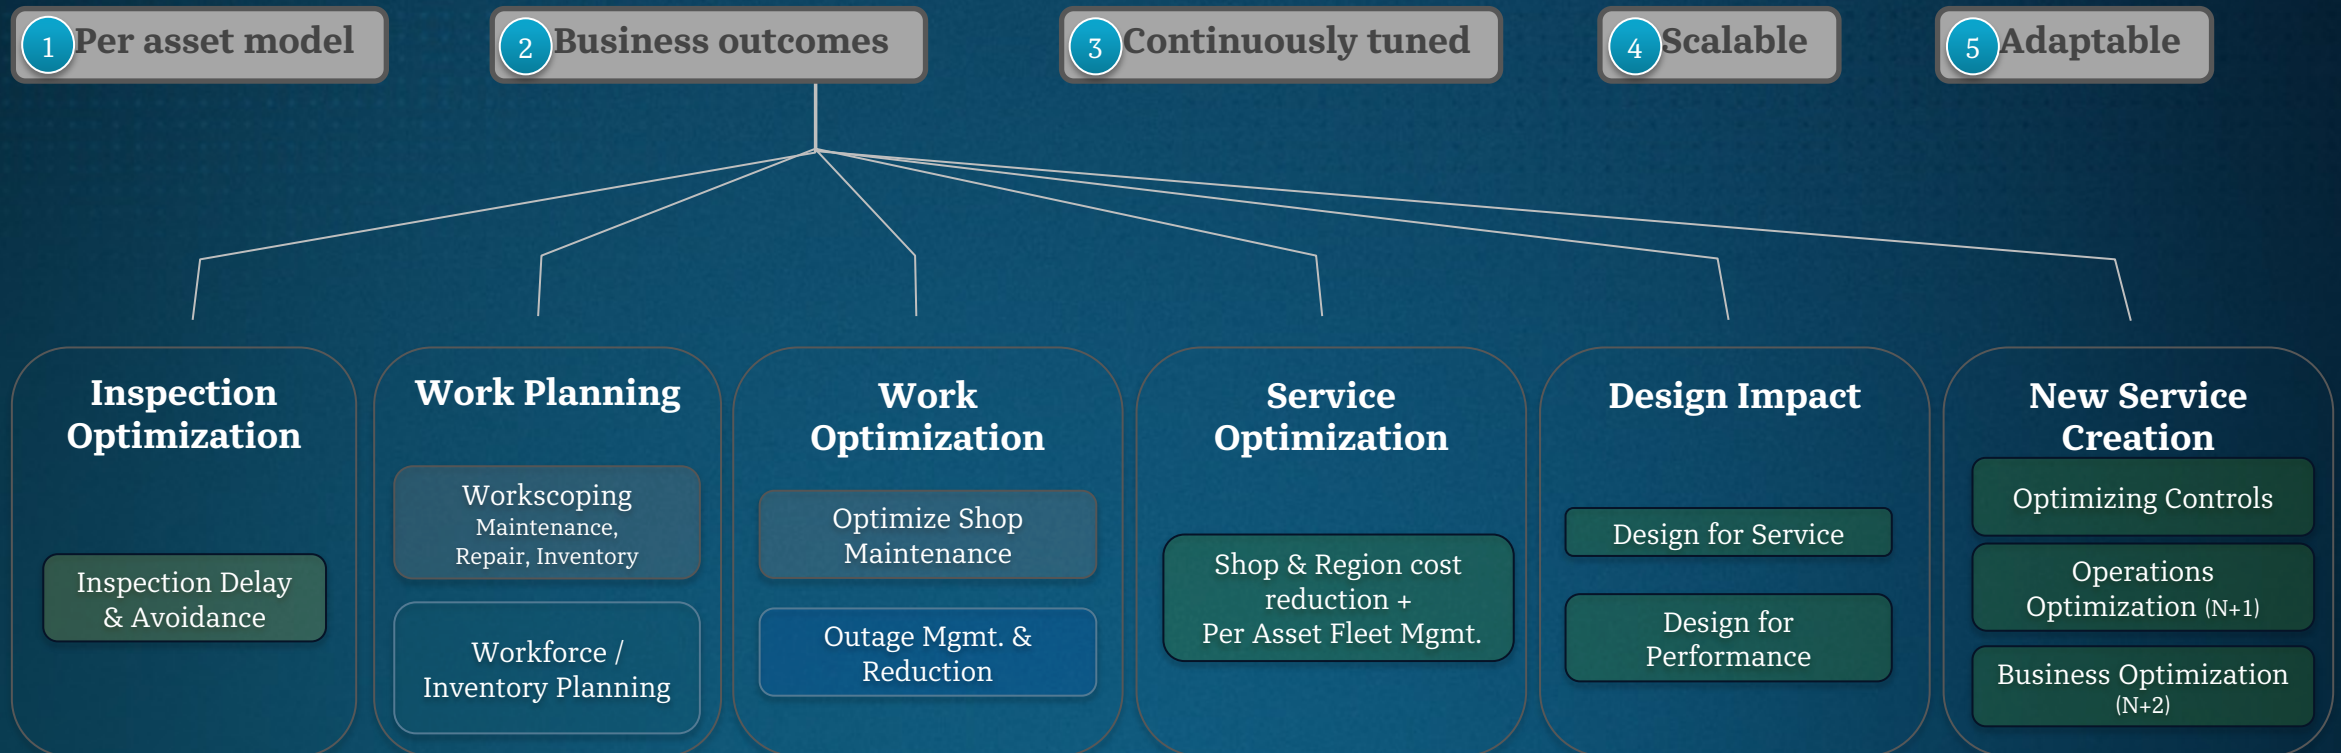 1 Per asset model
2 Business outcomes
3 Continuously tuned
4 Scalable
5 Adaptable
Inspection
Optimization
Inspection Delay
& Avoidance
Work Planning
Workscoping
Maintenance,
Repair, Inventory
Workforce /
Inventory Planning
Work
Optimization
Optimize Shop
Maintenance
Outage Mgmt. &
Reduction
Service
Optimization
Shop & Region cost
reduction +
Per Asset Fleet Mgmt.
Design Impact
Design for Service
Design for
Performance
New Service
Creation
Optimizing Controls
Operations
Optimization (N+1)
Business Optimization
(N+2)